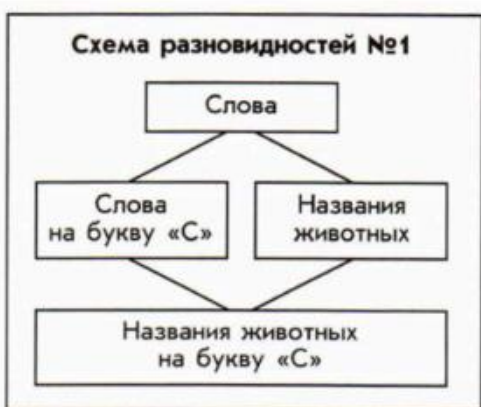 Схема разновидностей №1
Слова
Слова
на букву «С»
Названия
животных
Названия животных
на букву «С»